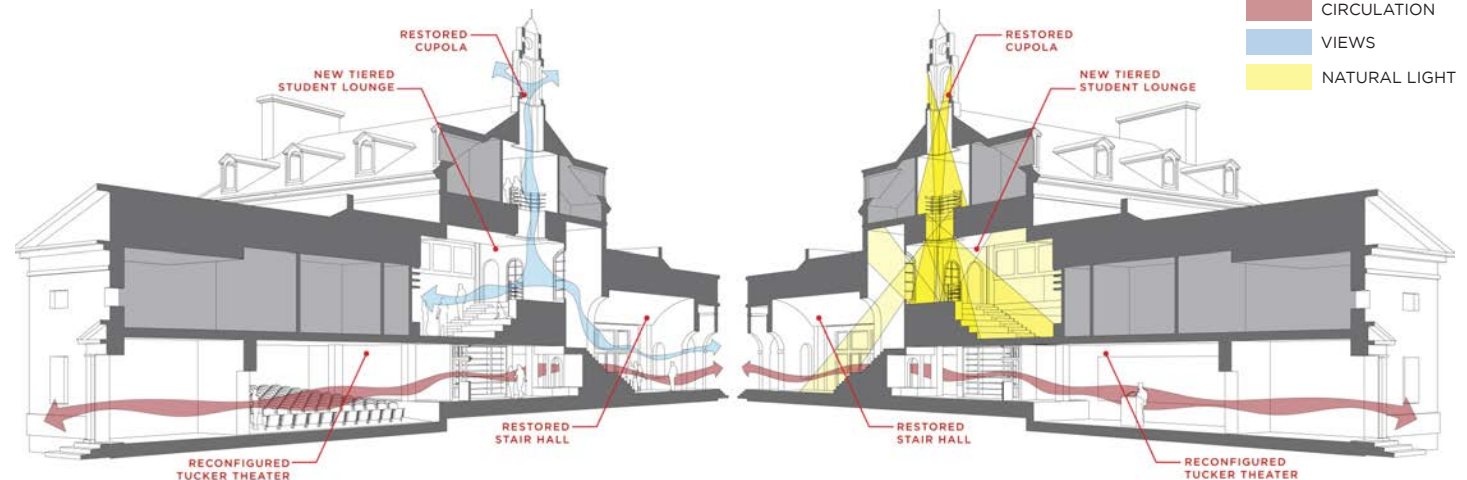 RESTORED
CUPOLA
NEW TIERED
STUDENT LOUNGE
RESTORED
STAIR HALL
RECONFIGURED
TUCKER THEATER
RESTORED
CUPOLA
NEW TIERED
STUDENT LOUNGE
RESTORED
STAIR HALL
RECONFIGURED
TUCKER THEATER
CIRCULATION
VIEWS
NATURAL LIGHT